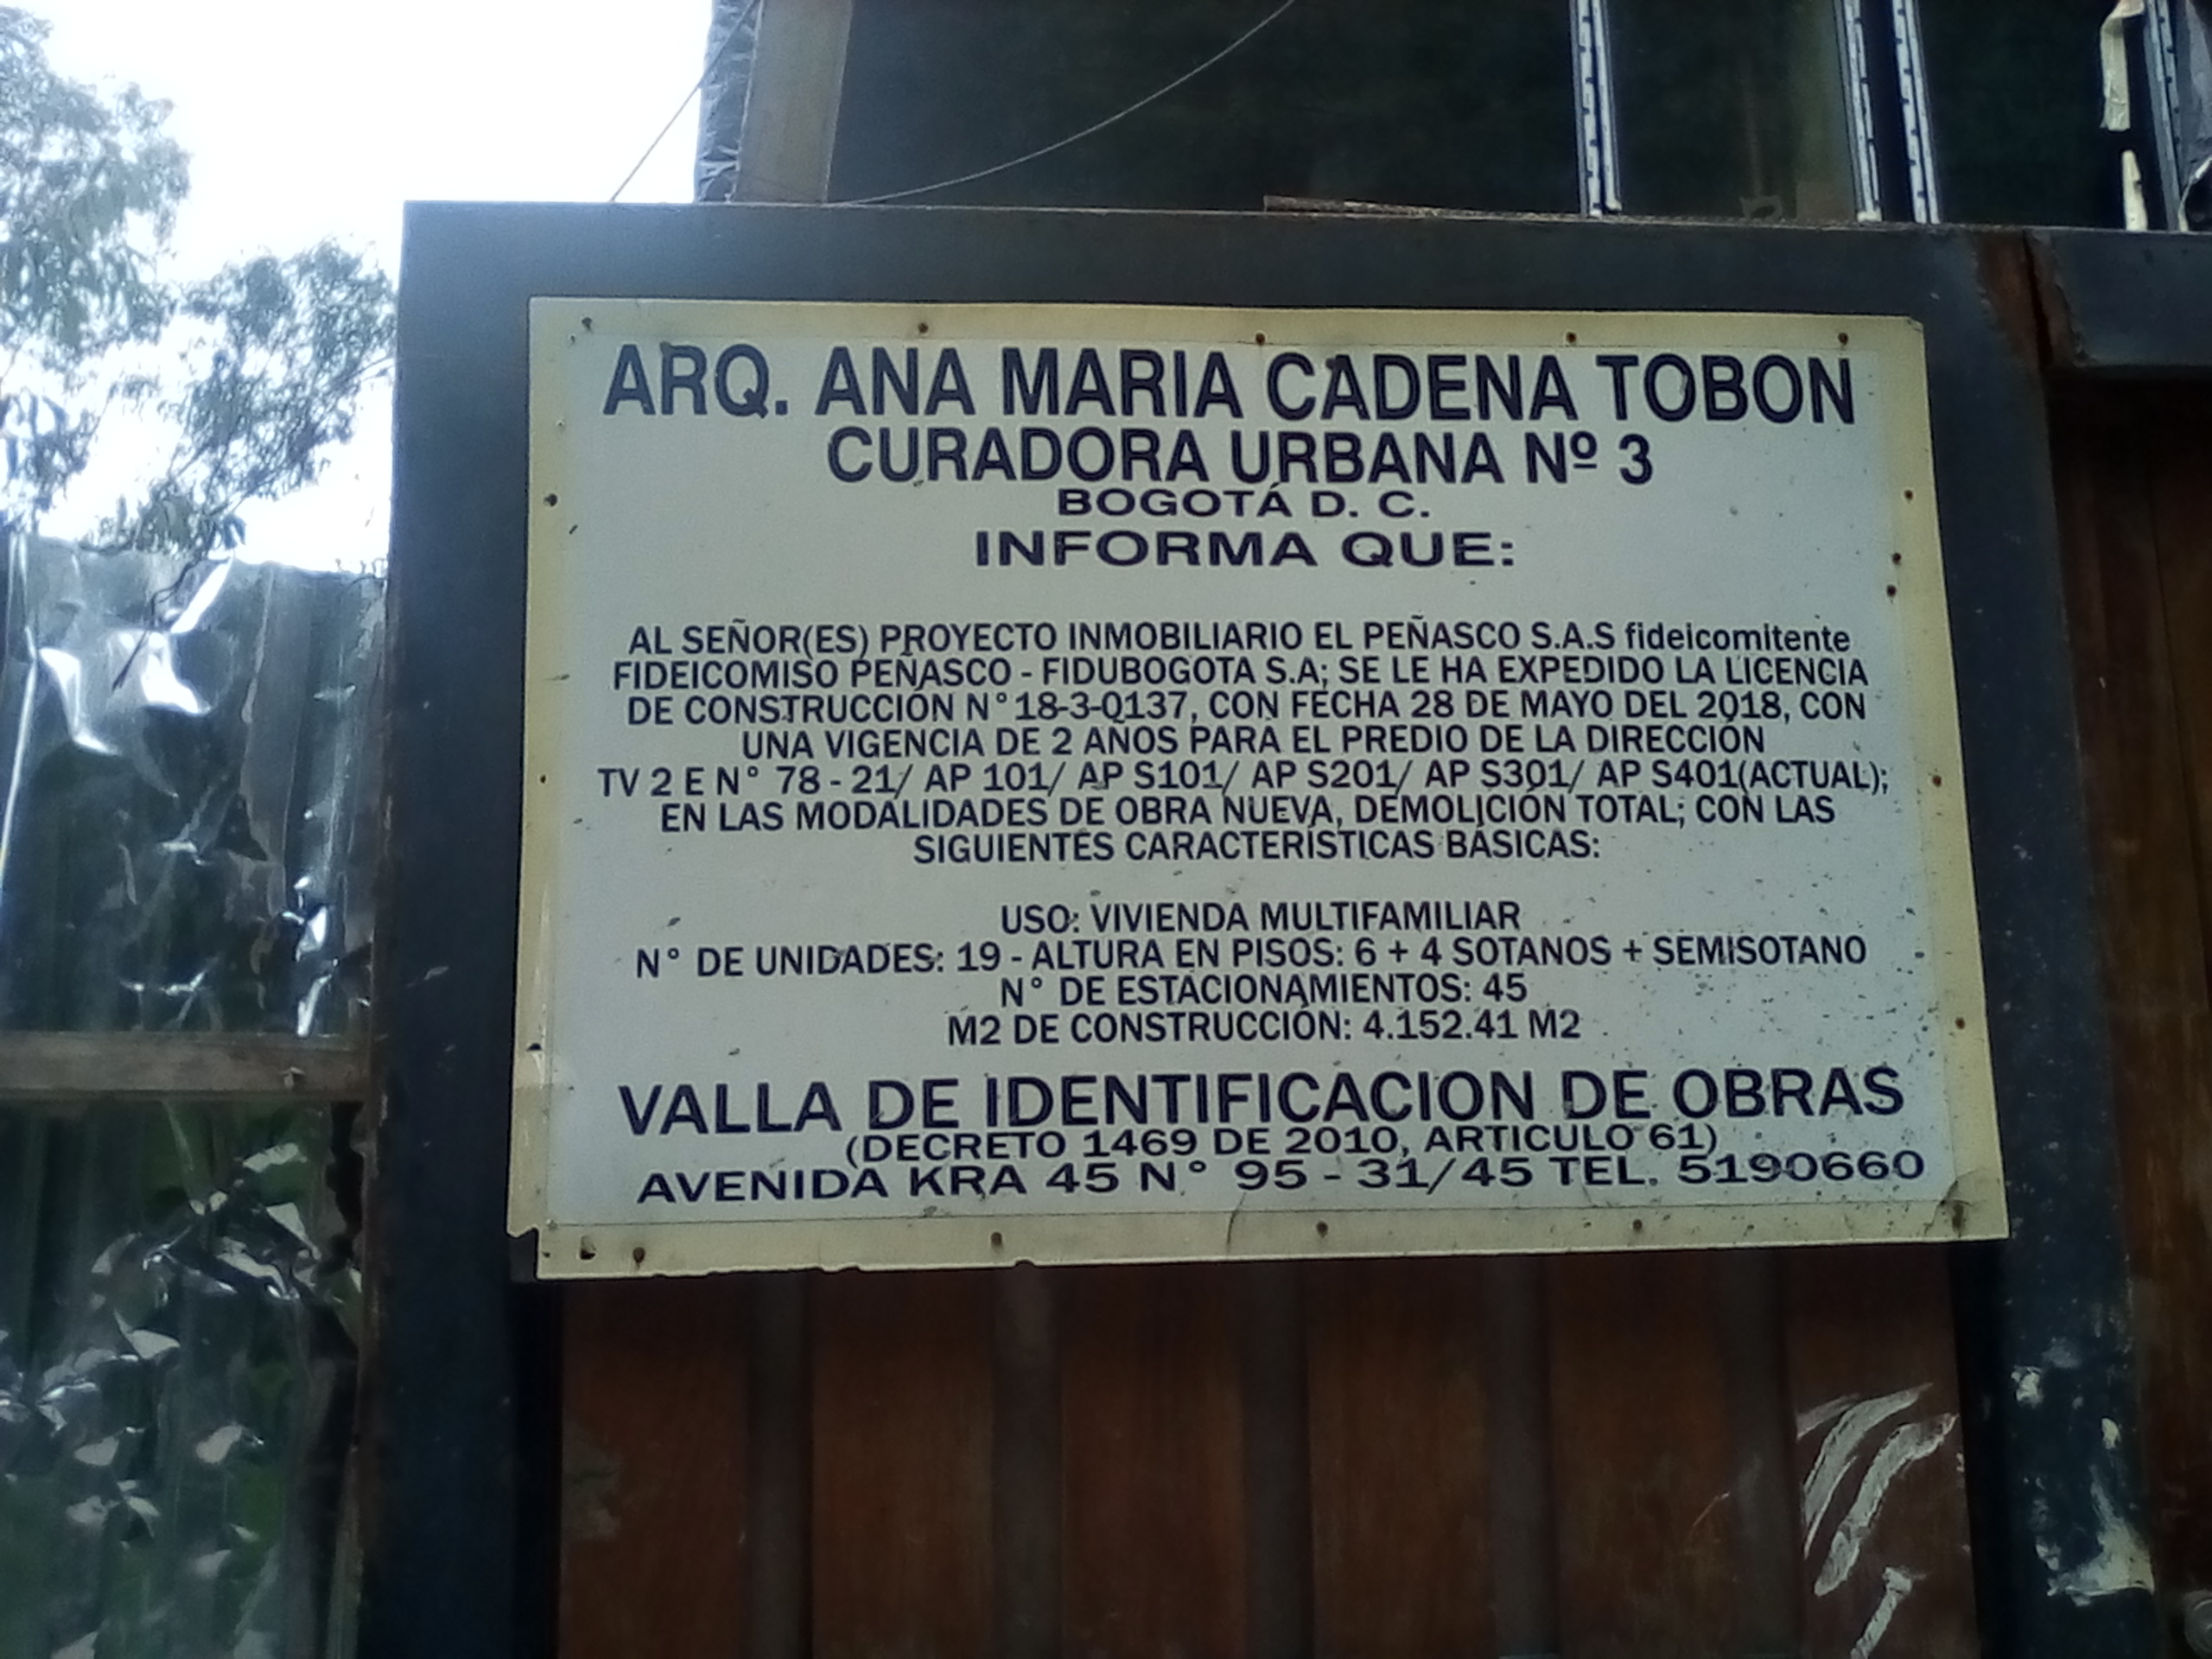 ARQ. ANA MARIA CADENA TOBON
CURADORA URBANA Nº 3
BOGOTÁ D. C.
INFORMA QUE:
AL SEÑOR(ES) PROYECTO INMOBILIARIO EL PEÑASCO S.A.S fideicomitente
FIDEICOMISO PEÑASCO - FIDUBOGOTA S.A; SE LE HA EXPEDIDO LA LICENCIA
DE CONSTRUCCIÓN N° 18-3-0137, CON FECHA 28 DE MAYO DEL 2018, CON
UNA VIGENCIA DE 2 AÑOS PARA EL PREDIO DE LA DIRECCIÓN
TV 2 E N° 78 - 21/ AP 101/ AP S101/ AP S201/ AP S301/ AP S401(ACTUAL);
EN LAS MODALIDADES DE OBRA NUEVA, DEMOLICIÓN TOTAL; CON LAS
SIGUIENTES CARACTERÍSTICAS BÁSICAS:
USO: VIVIENDA MULTIFAMILIAR
N° DE UNIDADES: 19 - ALTURA EN PISOS: 6 + 4 SOTANOS + SEMISOTANO
N° DE ESTACIONAMIENTOS: 45
M2 DE CONSTRUCCIÓN: 4.152.41 M2
VALLA DE IDENTIFICACION DE OBRAS
(DECRETO 1469 DE 2010, ARTICULO 61)
AVENIDA KRA 45 N° 95 - 31/45 TEL. 5190660